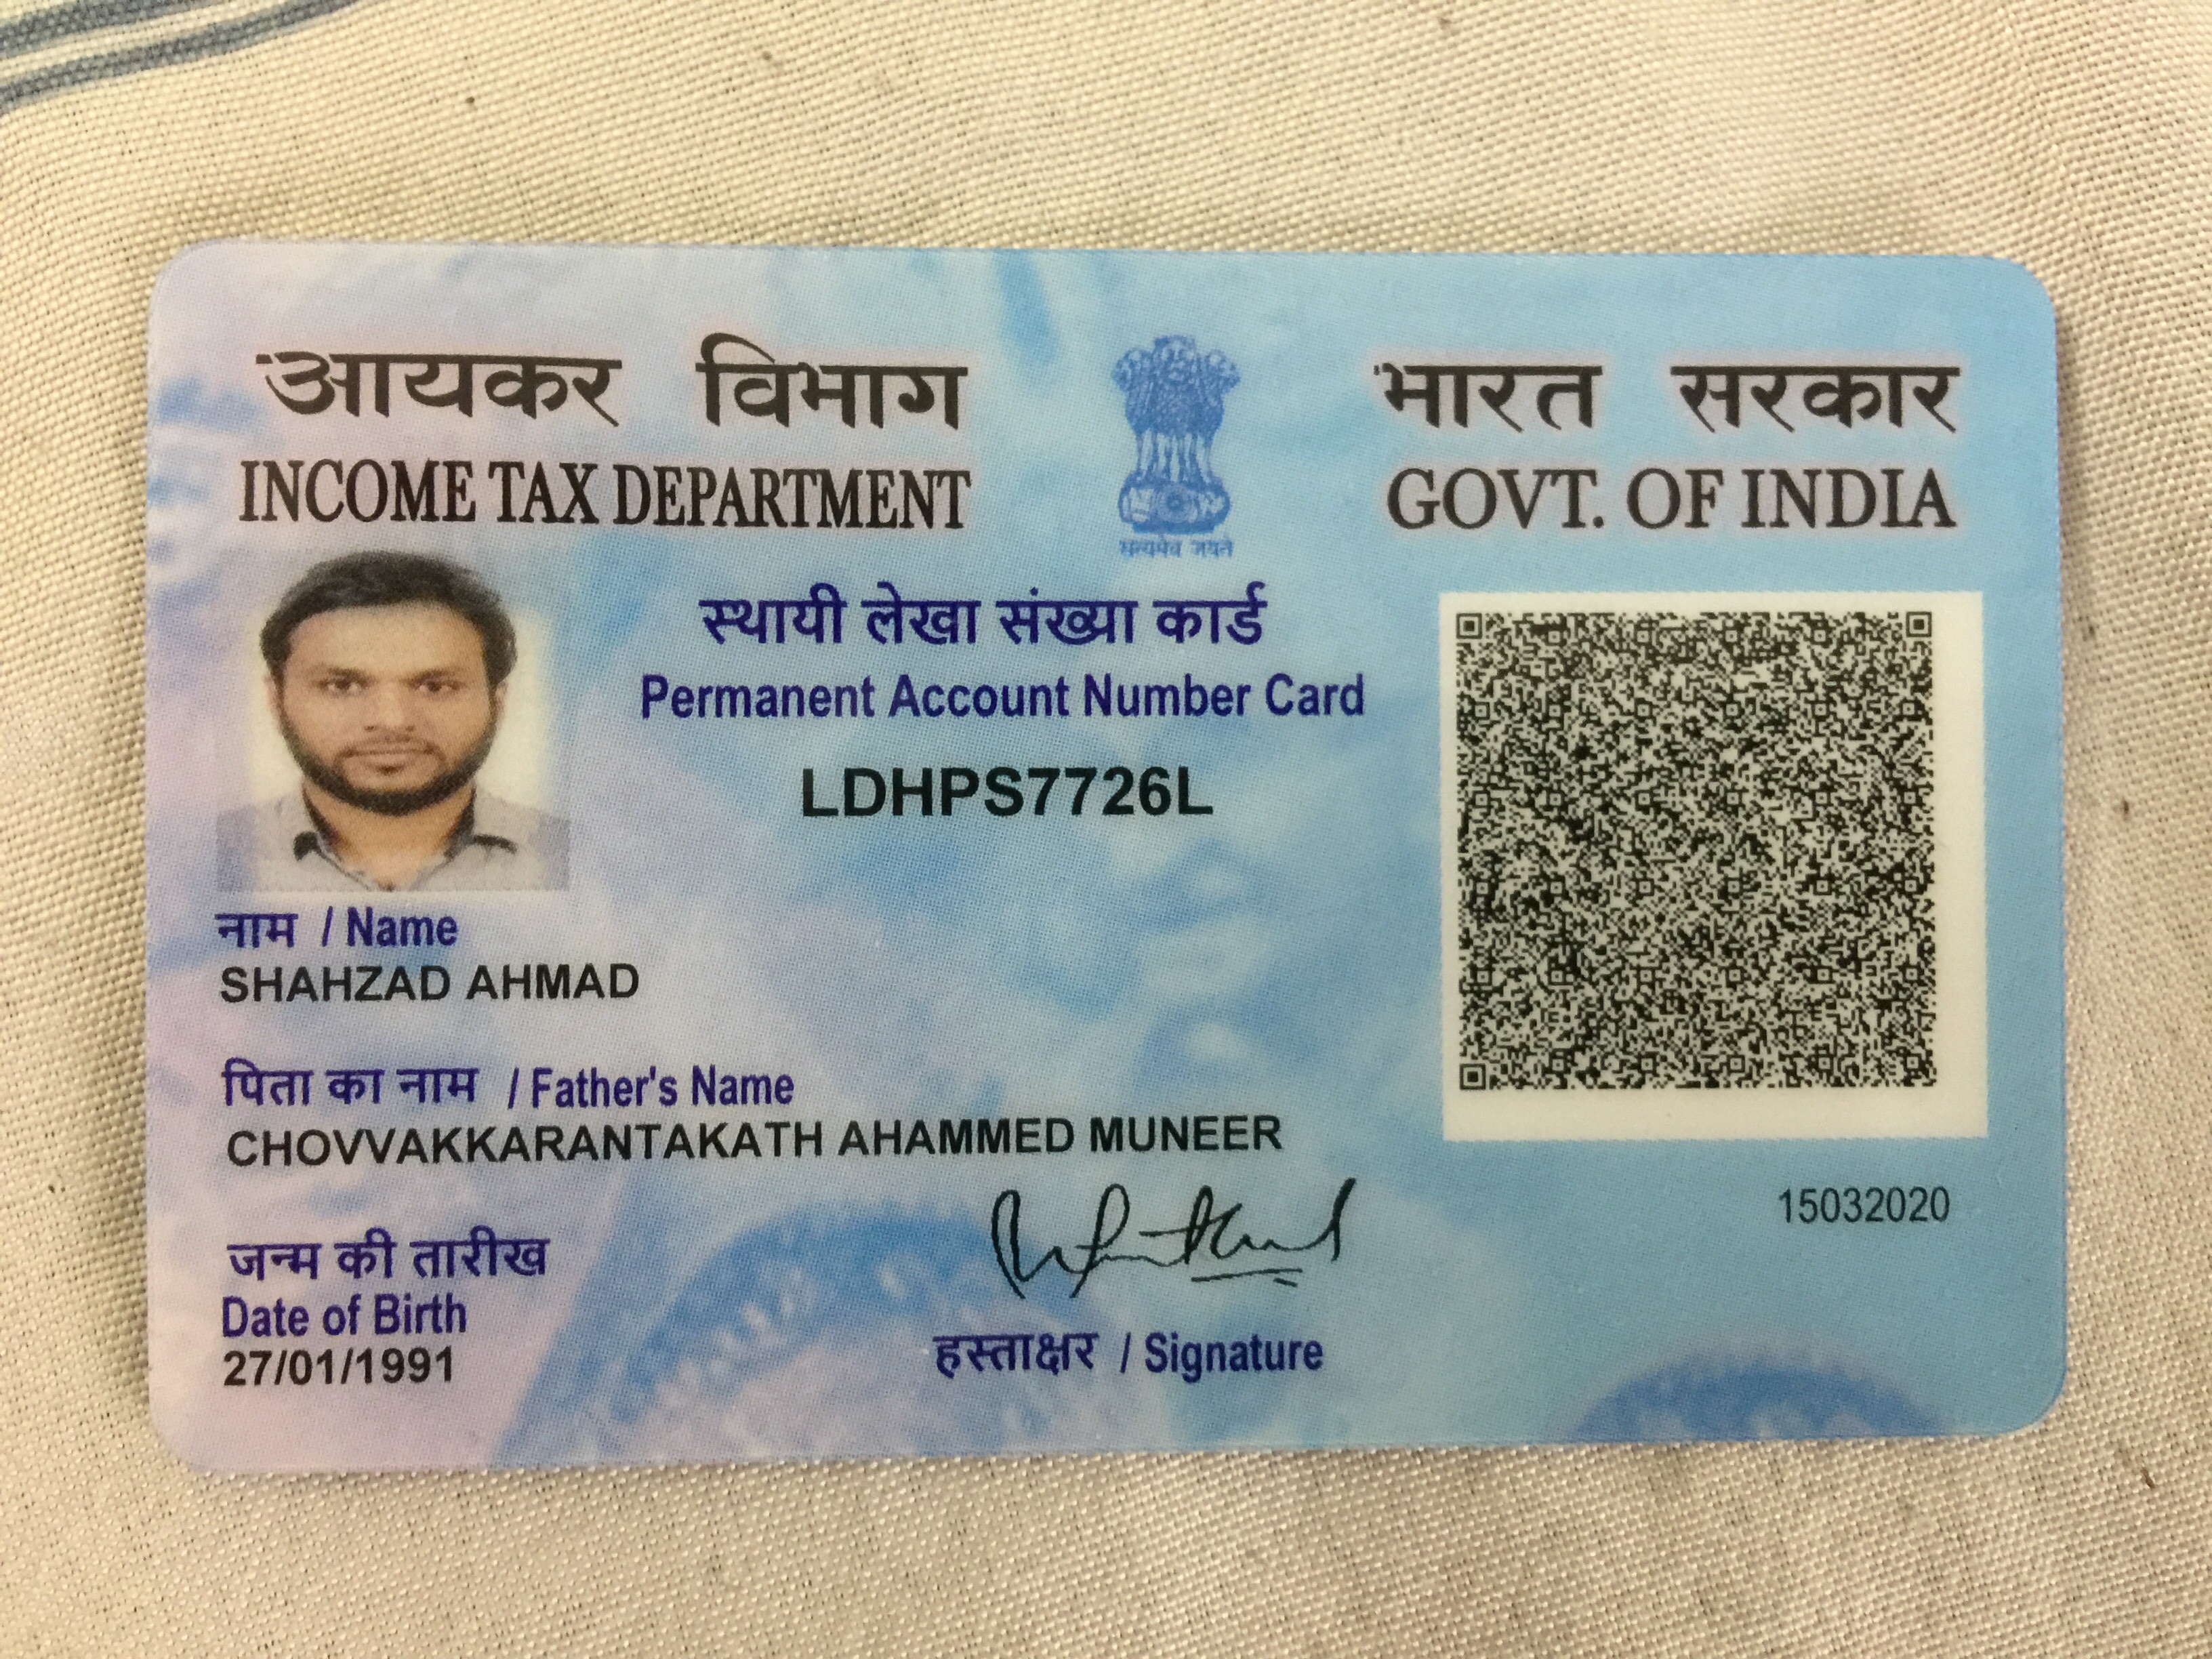 आयकर विभाग
INCOME TAX DEPARTMENT
सत्यमेव जयते
भारत सरकार
GOVT. OF INDIA
स्थायी लेखा संख्या कार्ड
Permanent Account Number Card
LDHPS7726L
नाम / Name
SHAHZAD AHMAD
पिता का नाम / Father's Name
CHOVVAKKARANTAKATH AHAMMED MUNEER
जन्म की तारीख
Date of Birth
27/01/1991
हस्ताक्षर / Signature
15032020